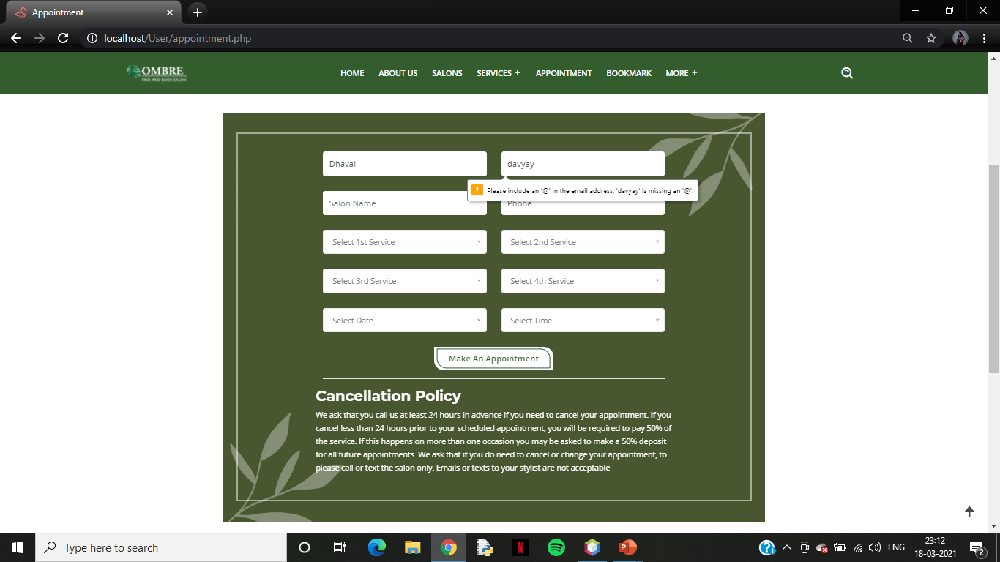 Appointment
localhost/User/appointment.php
OMBRE
FIND AND BOOK SALON
HOME ABOUT US SALONS SERVICES + APPOINTMENT BOOKMARK MORE +
Dhaval davyay
Please include an '@' in the email address. 'davyay' is missing an '@'.
Salon Name Phone
Select 1st Service Select 2nd Service
Select 3rd Service Select 4th Service
Select Date Select Time
Make An Appointment
Cancellation Policy
We ask that you call us at least 24 hours in advance if you need to cancel your appointment. If you
cancel less than 24 hours prior to your scheduled appointment, you will be required to pay 50% of
the service. If this happens on more than one occasion you may be asked to make a 50% deposit
for all future appointments. We ask that if you do need to cancel or change your appointment, to
please call or text the salon only. Emails or texts to your stylist are not acceptable
Type here to search
N
P
ENG
23:12
18-03-2021
2